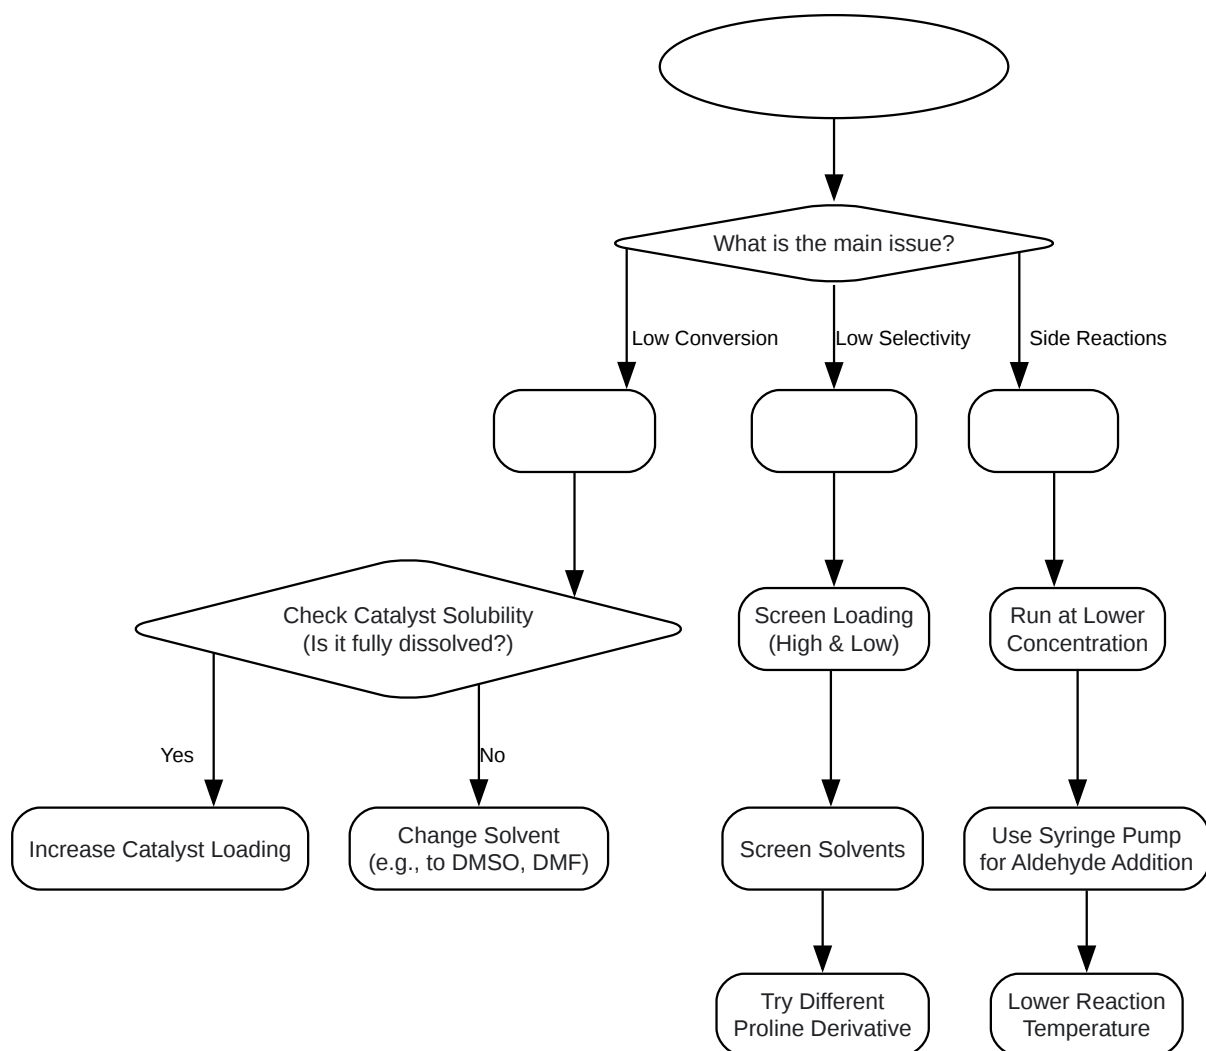 What is the main issue?
Low Conversion
Low Selectivity
Side Reactions
Check Catalyst Solubility
(Is it fully dissolved?)
Screen Loading
(High & Low)
Run at Lower
Concentration
Yes
No
Increase Catalyst Loading
Change Solvent
(e.g., to DMSO, DMF)
Screen Solvents
Use Syringe Pump
for Aldehyde Addition
Try Different
Proline Derivative
Lower Reaction
Temperature